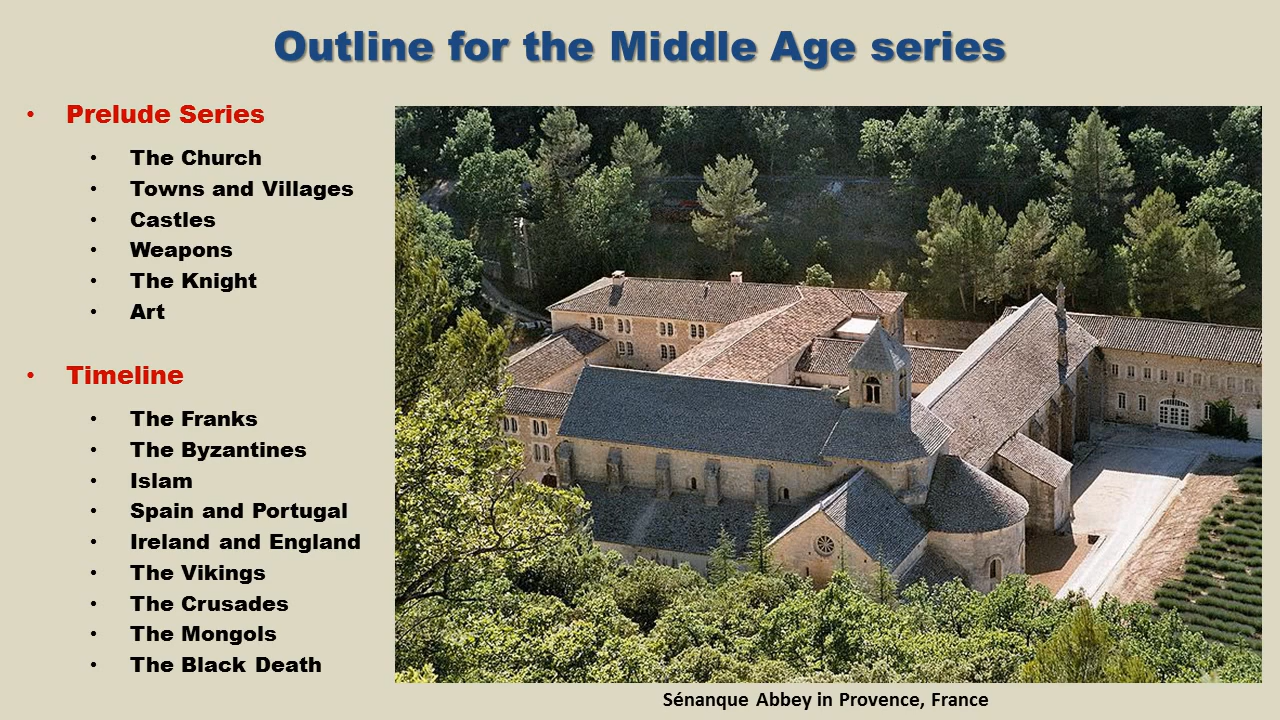 Outline for the Middle Age series
• Prelude Series
• The Church
• Towns and Villages
• Castles
• Weapons
• The Knight
• Art
• Timeline
• The Franks
• The Byzantines
• Islam
• Spain and Portugal
• Ireland and England
• The Vikings
• The Crusades
• The Mongols
• The Black Death
Sénanque Abbey in Provence, France